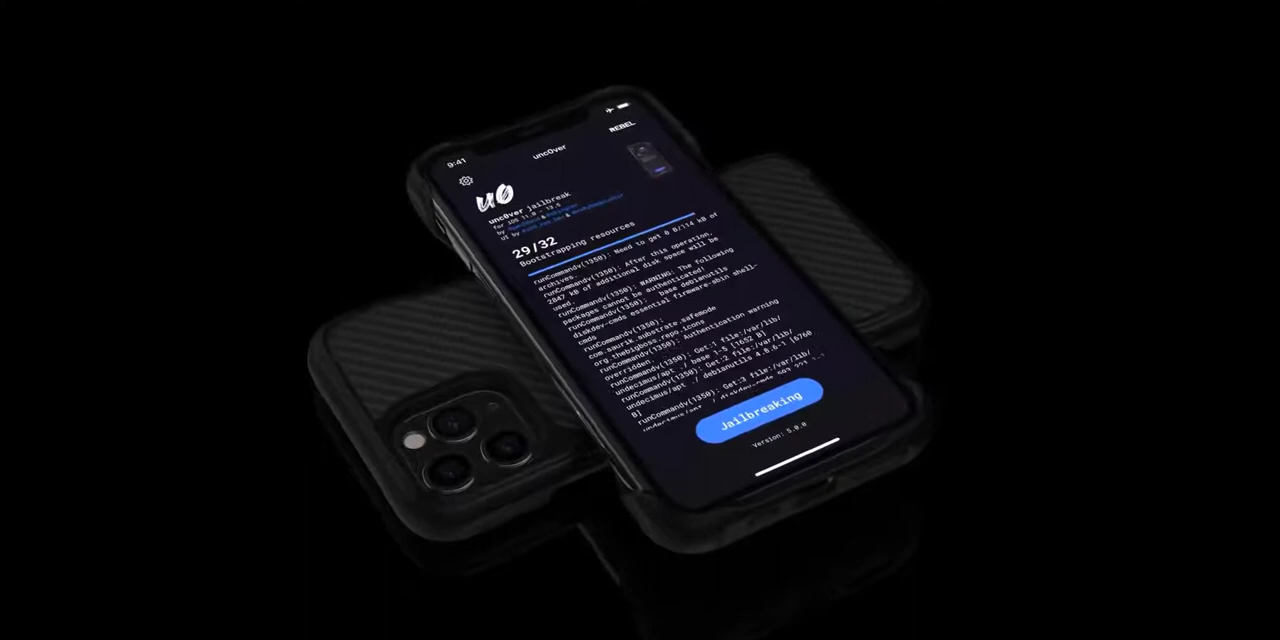 9:41
REBEL
unc0ver
u0
unc0ver jailbreak
for iOS 11.0 - 13.5
by & 
UI by &
29/32
Bootstrapping resources
runCommandv(1350): Need to get 0 B/114 kB of
archives.
runCommandv(1350): After this operation,
2847 kB of additional disk space will be
used.
runCommandv(1350): WARNING: The following
packages cannot be authenticated!
runCommandv(1350): base debianutils
diskdev-cmds essential firmware-sbin shell-
cmds
runCommandv(1350):
com.saurik.substrate.safemode
org.thebigboss.repo.icons
runCommandv(1350): Authentication warning
overridden.
runCommandv(1350): Get:1 file:/var/lib/
undecimus/apt ./ base 1-5 [1652 B]
runCommandv(1350): Get:2 file:/var/lib/
undecimus/apt ./ debianutils 4.8.6-1 [6760
B]
runCommandv(1350): Get:3 file:/var/lib/
Jailbreaking
Version: 5.0.0